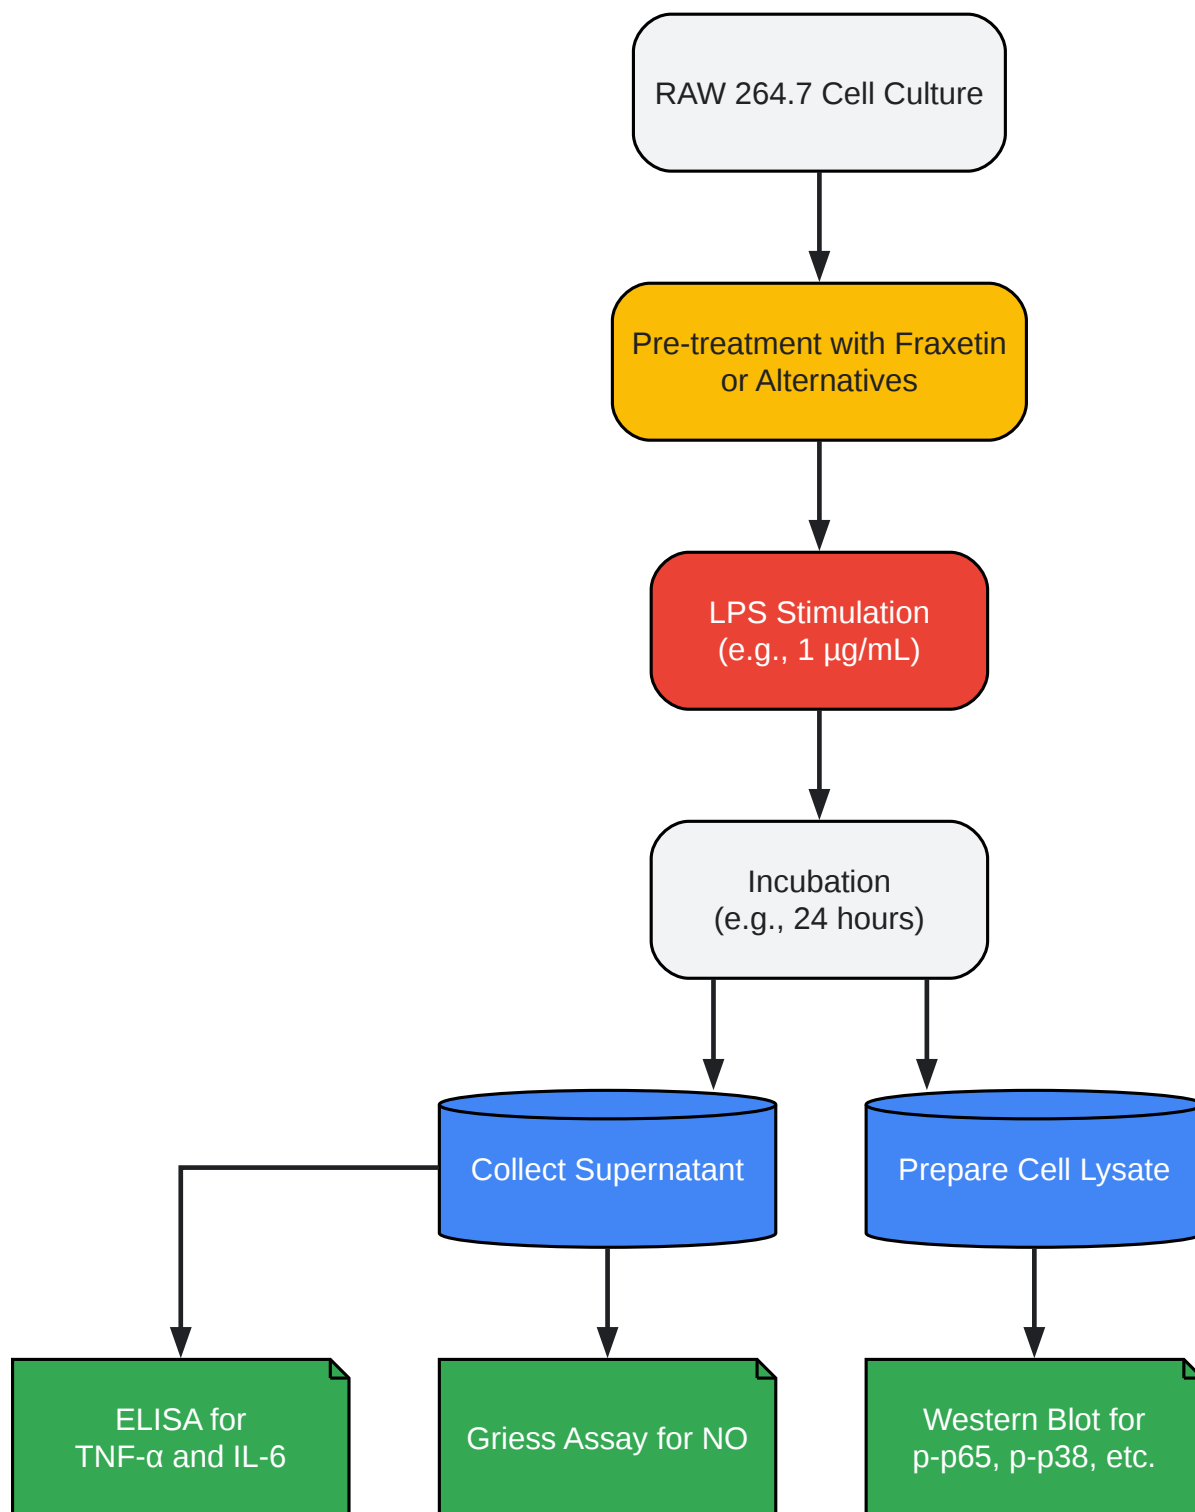 RAW 264.7 Cell Culture
Pre-treatment with Fraxetin
or Alternatives
LPS Stimulation
(e.g., 1 µg/mL)
Incubation
(e.g., 24 hours)
Collect Supernatant
Prepare Cell Lysate
ELISA for
TNF-α and IL-6
Griess Assay for NO
Western Blot for
p-p65, p-p38, etc.